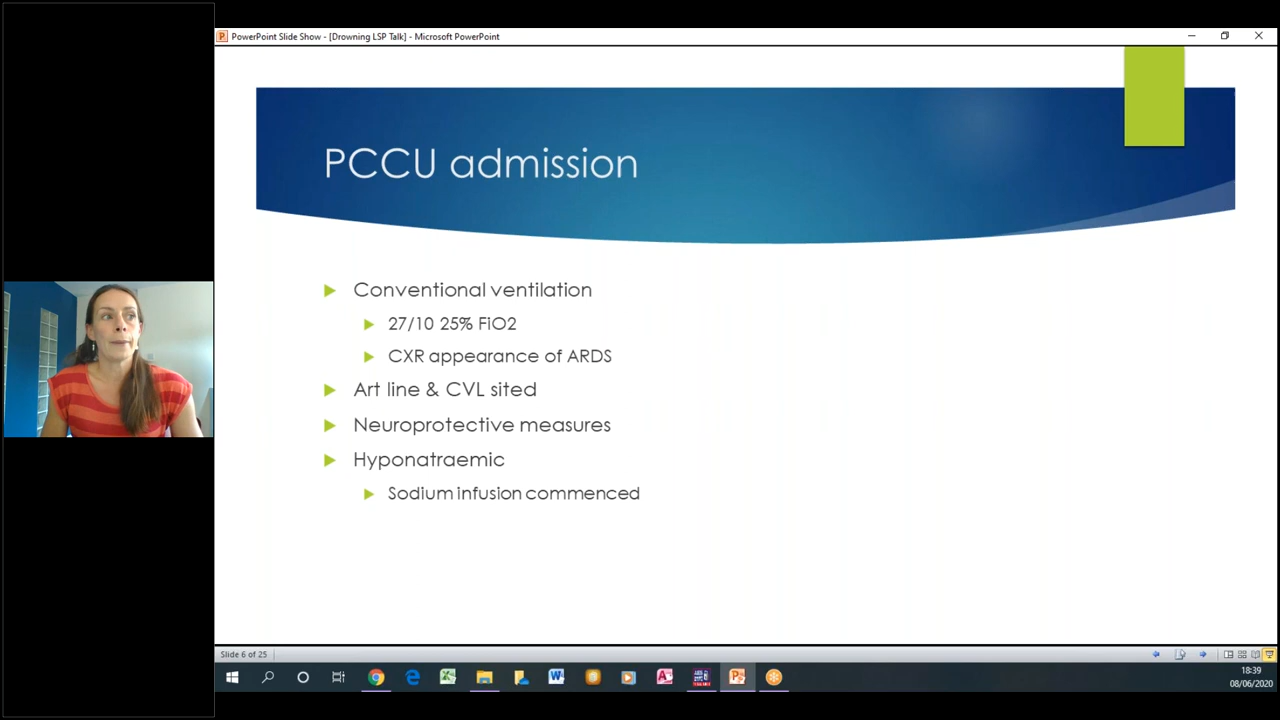 PowerPoint Slide Show - [Drowning LSP Talk] - Microsoft PowerPoint
PCCU admission
Conventional ventilation
27/10 25% FiO2
CXR appearance of ARDS
Art line & CVL sited
Neuroprotective measures
Hyponatraemic
Sodium infusion commenced
Slide 6 of 25
18:39
08/06/2020